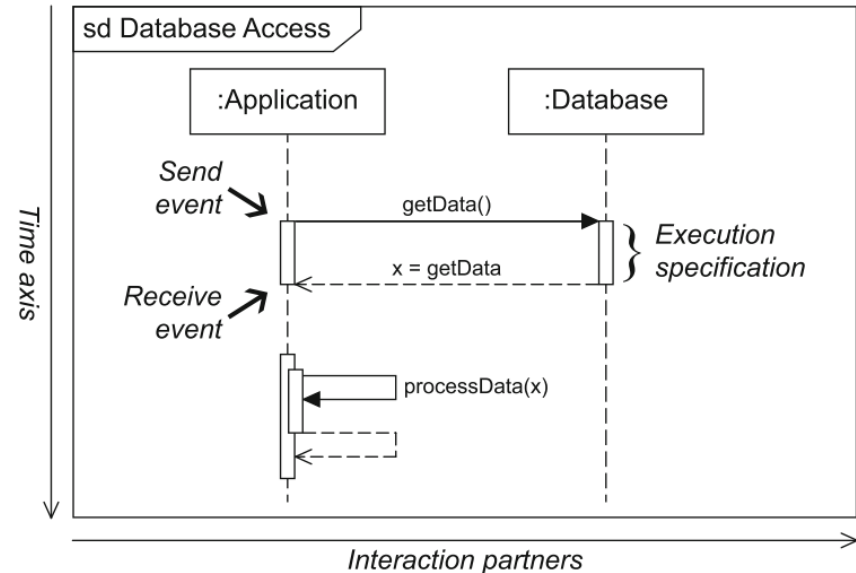 sd Database Access
:Application
:Database
Send
event
getData()
Execution
specification
x = getData
Receive
event
processData(x)
Time axis
Interaction partners